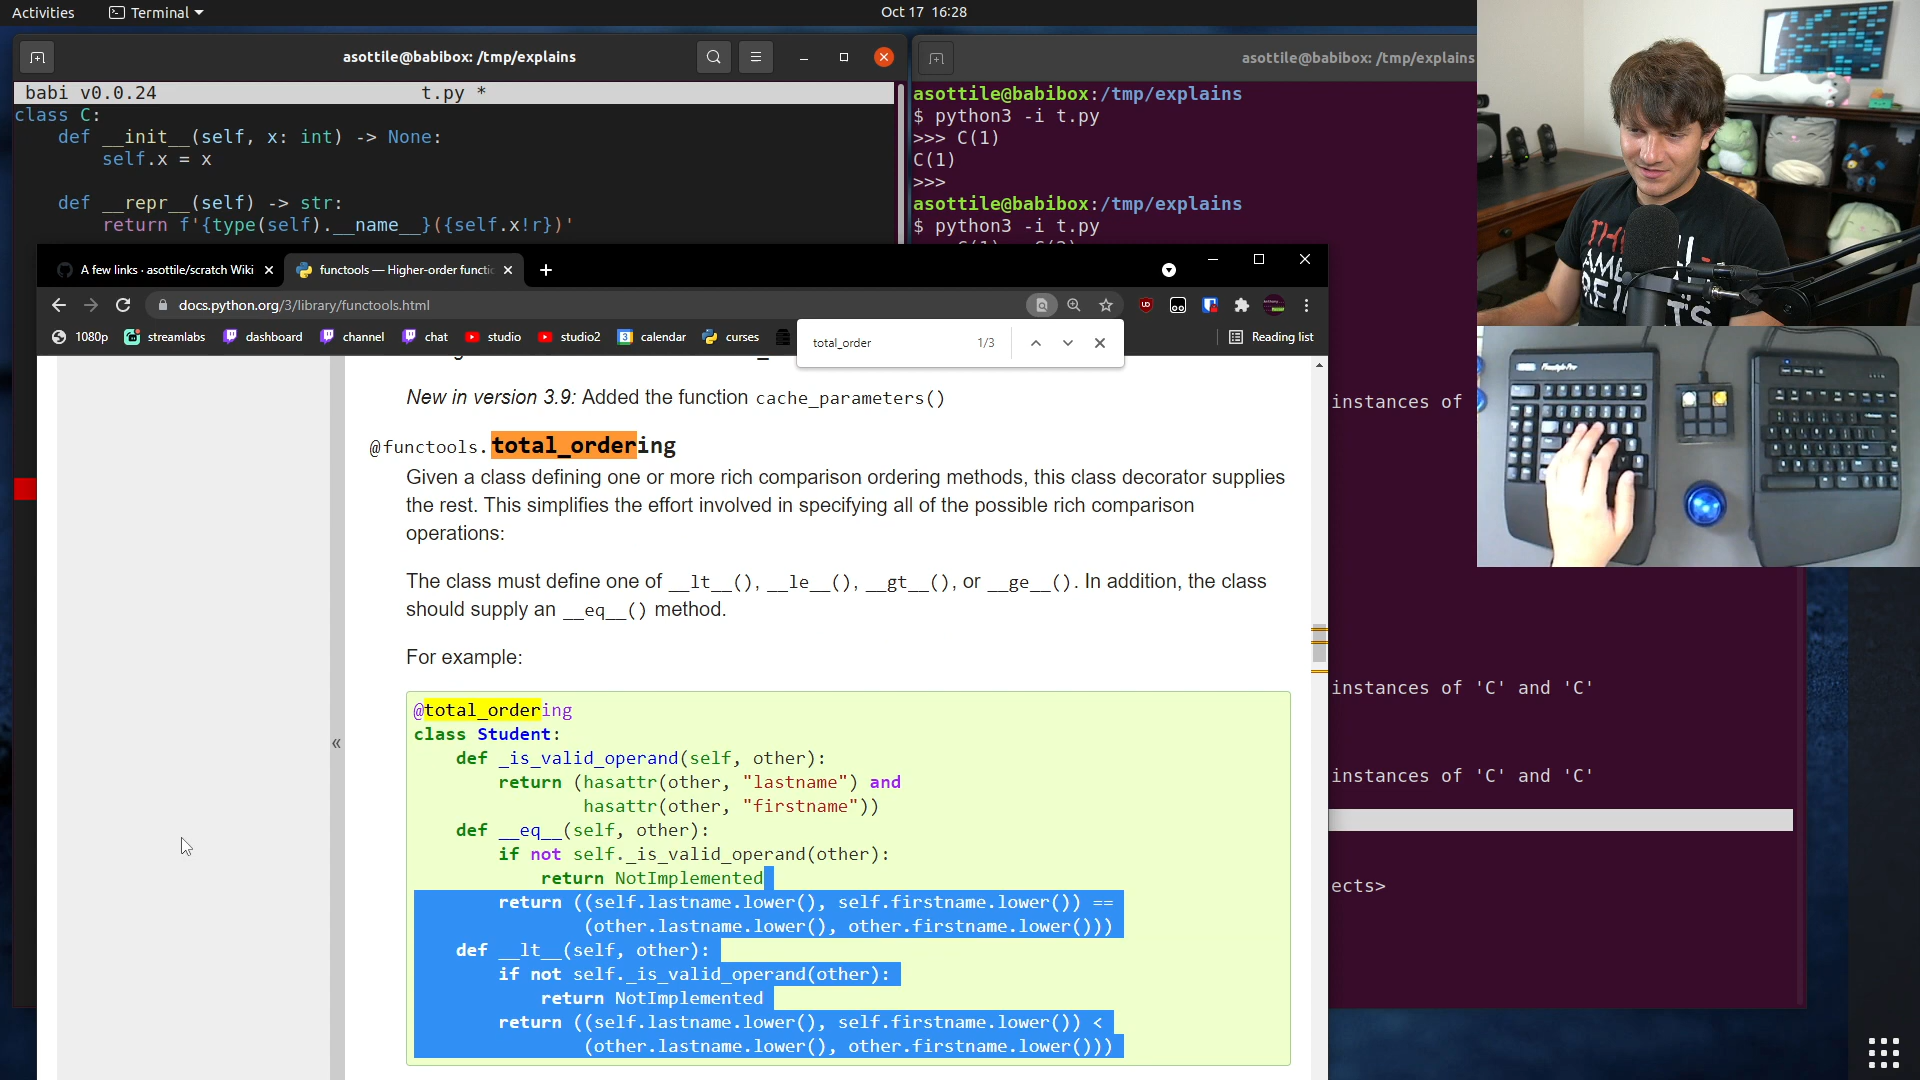 Activities
Terminal
Oct 17 16:28
asottile@babibox: /tmp/explains
babi v0.0.24
t.py *
class C:
def __init__(self, x: int) -> None:
self.x = x
def __repr__(self) -> str:
return f'{type(self).__name__}({self.x!r})'
asottile@babibox: /tmp/explains
asottile@babibox:/tmp/explains
$ python3 -i t.py
>>> C(1)
C(1)
>>>
asottile@babibox:/tmp/explains
$ python3 -i t.py
A few links · asottile/scratch Wiki
functools — Higher-order functic
docs.python.org/3/library/functools.html
1080p
streamlabs
dashboard
channel
chat
studio
studio2
calendar
curses
total_order
1/3
Reading list
New in version 3.9: Added the function cache_parameters()
@functools.total_ordering
Given a class defining one or more rich comparison ordering methods, this class decorator supplies
the rest. This simplifies the effort involved in specifying all of the possible rich comparison
operations:
The class must define one of __lt__(), __le__(), __gt__(), or __ge__(). In addition, the class
should supply an __eq__() method.
For example:
@total_ordering
class Student:
def _is_valid_operand(self, other):
return (hasattr(other, "lastname") and
hasattr(other, "firstname"))
def __eq__(self, other):
if not self._is_valid_operand(other):
return NotImplemented
return ((self.lastname.lower(), self.firstname.lower()) ==
(other.lastname.lower(), other.firstname.lower()))
def __lt__(self, other):
if not self._is_valid_operand(other):
return NotImplemented
return ((self.lastname.lower(), self.firstname.lower()) <
(other.lastname.lower(), other.firstname.lower()))
«
instances of
instances of 'C' and 'C'
instances of 'C' and 'C'
ects>